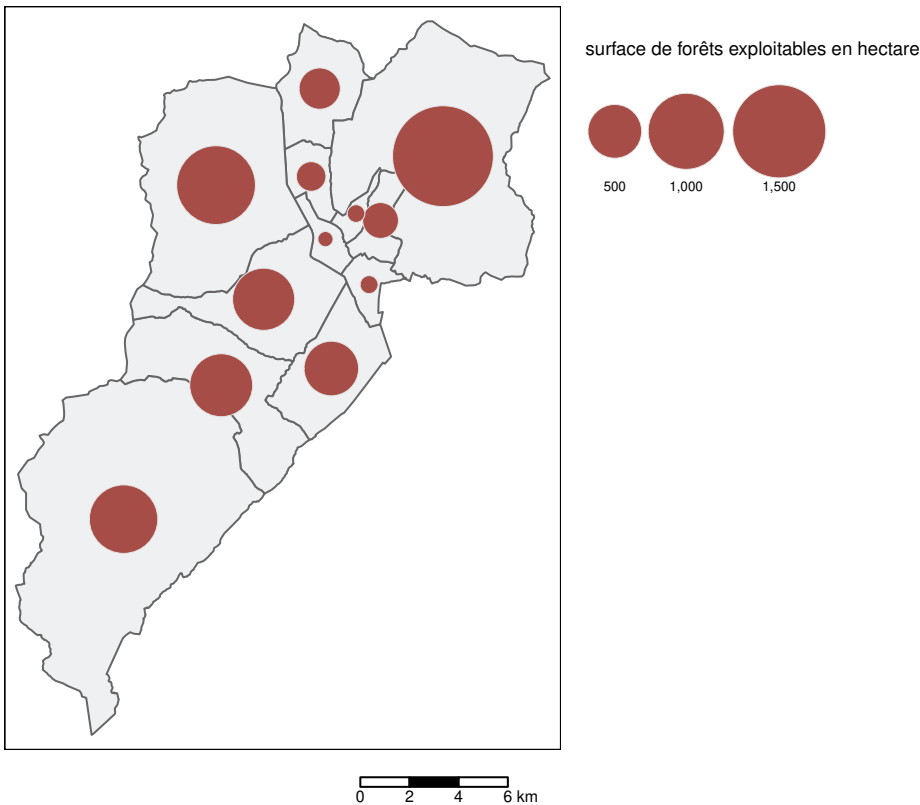 surface de forêts exploitables en hectare
500 1,000 1,500
0 2 4 6 km